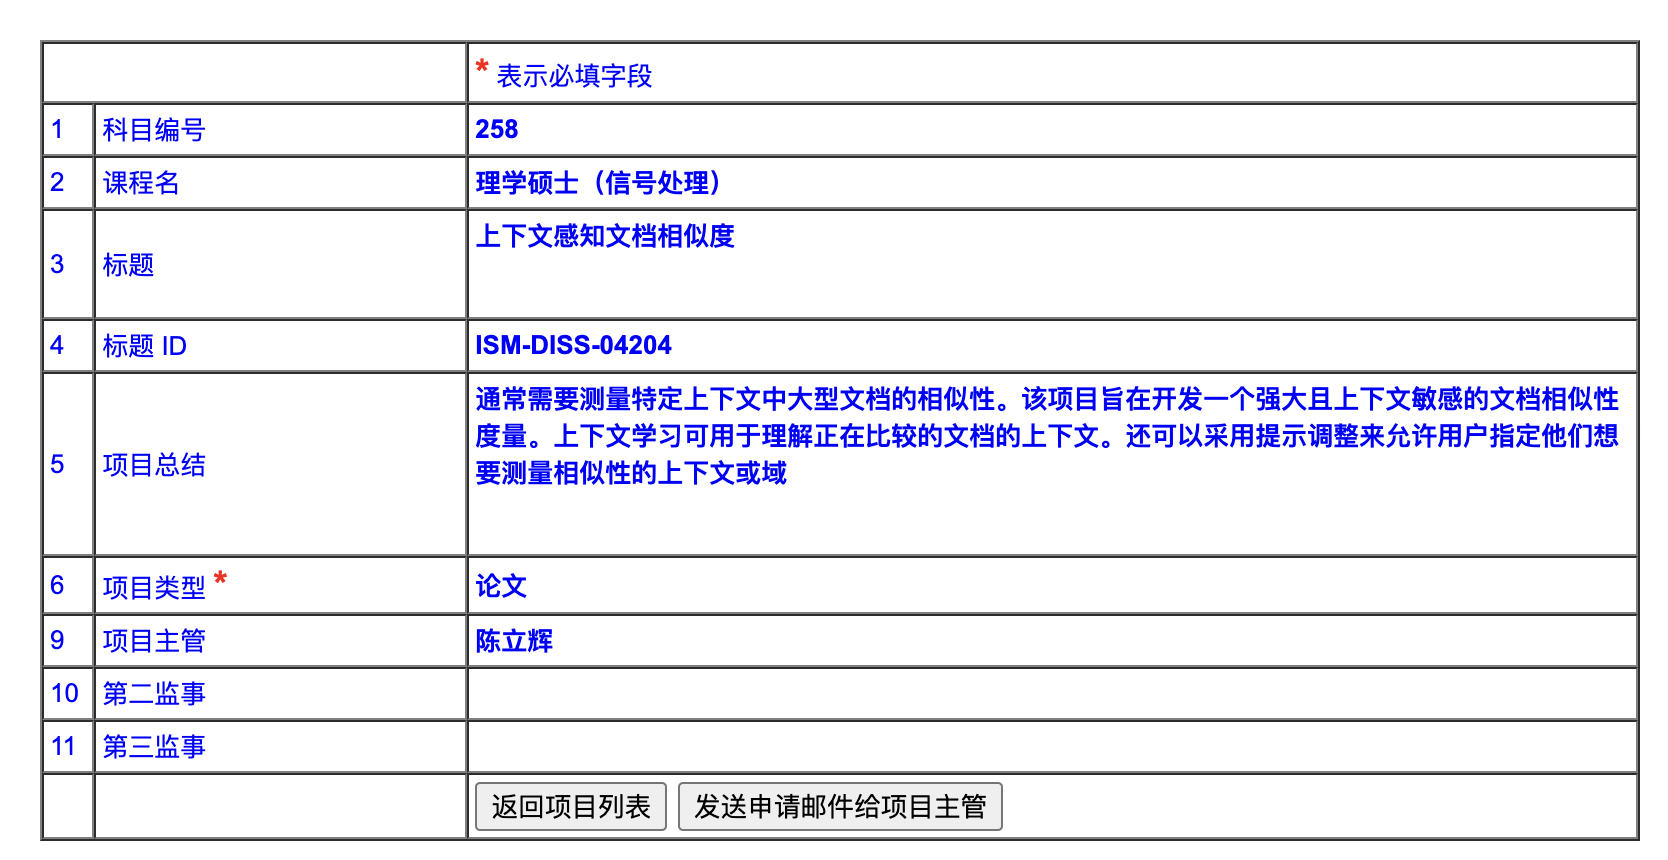 * 表示必填字段
1 科目编号 258
2 课程名 理学硕士（信号处理）
3 标题 上下文感知文档相似度
4 标题 ID ISM-DISS-04204
5 项目总结 通常需要测量特定上下文中大型文档的相似性。该项目旨在开发一个强大且上下文敏感的文档相似性
度量。上下文学习可用于理解正在比较的文档的上下文。还可以采用提示调整来允许用户指定他们想
要测量相似性的上下文或域
6 项目类型 * 论文
9 项目主管 陈立辉
10 第二监事
11 第三监事
返回项目列表 发送申请邮件给项目主管